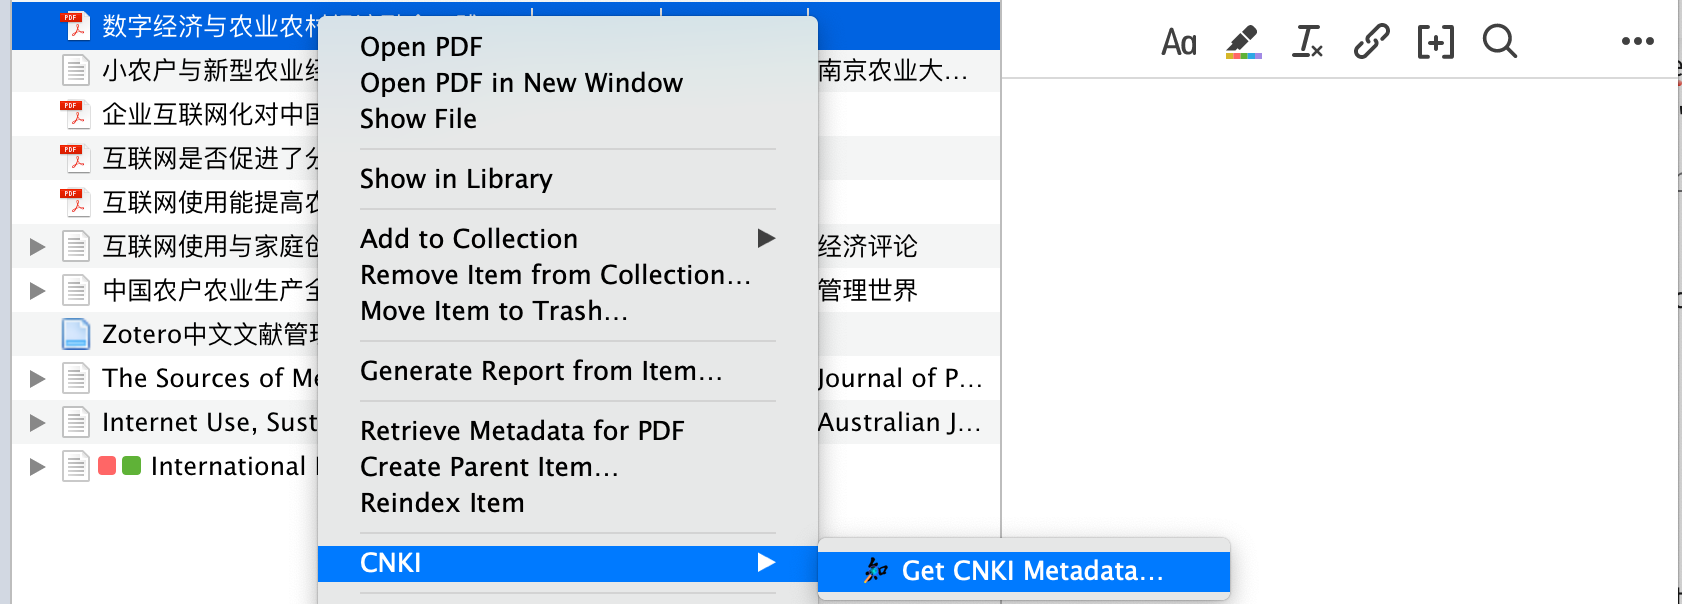 数字经济与农业农村
小农户与新型农业经
南京农业大…
企业互联网化对中国
互联网是否促进了分
互联网使用能提高农
互联网使用与家庭创
经济评论
中国农户农业生产全
管理世界
Zotero中文文献管理
The Sources of Me
Journal of P…
Internet Use, Sust
Australian J…
International
Open PDF
Open PDF in New Window
Show File
Show in Library
Add to Collection
Remove Item from Collection…
Move Item to Trash…
Generate Report from Item…
Retrieve Metadata for PDF
Create Parent Item…
Reindex Item
CNKI
Get CNKI Metadata…
Aa